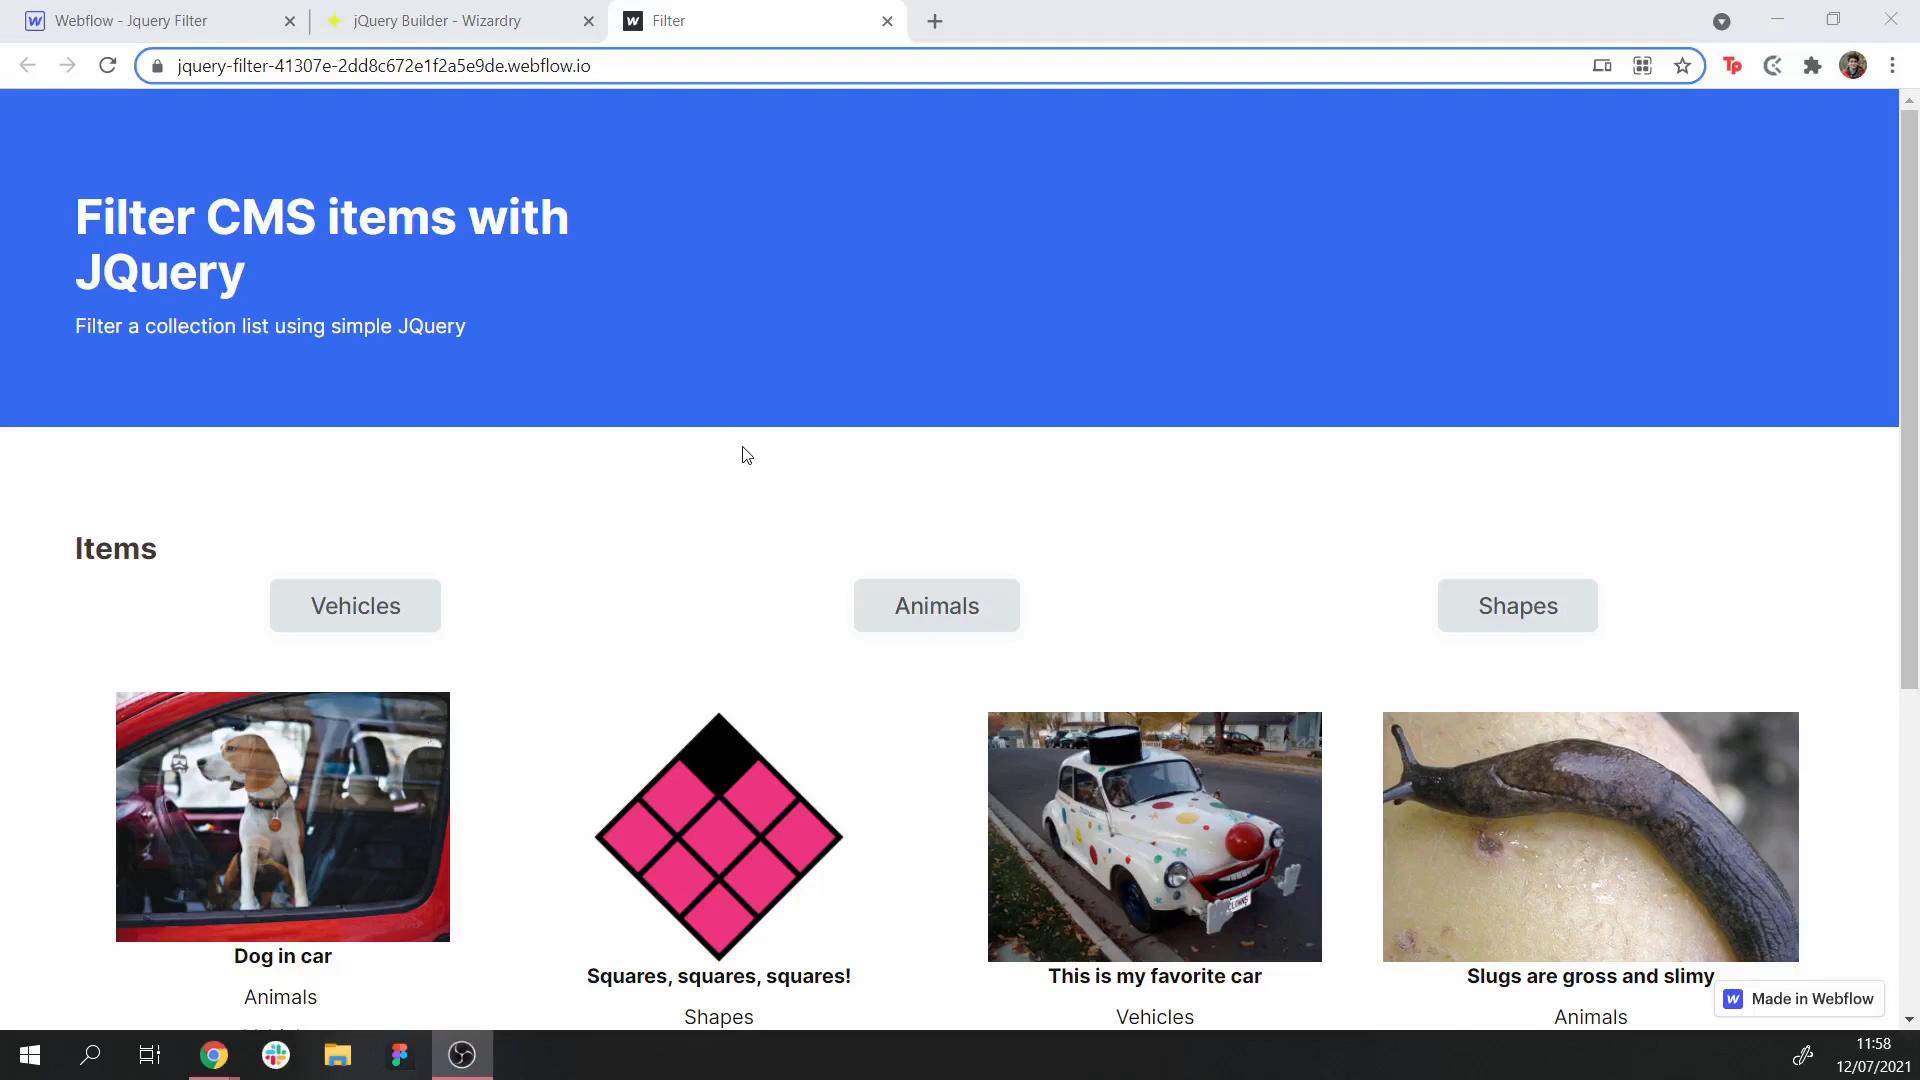 Webflow - Jquery Filter
jQuery Builder - Wizardry
Filter
jquery-filter-41307e-2dd8c672e1f2a5e9de.webflow.io
Filter CMS items with
JQuery
Filter a collection list using simple JQuery
Items
Vehicles
Animals
Shapes
Dog in car
Animals
Squares, squares, squares!
Shapes
This is my favorite car
Vehicles
Slugs are gross and slimy
Animals
Made in Webflow
11:58
12/07/2021